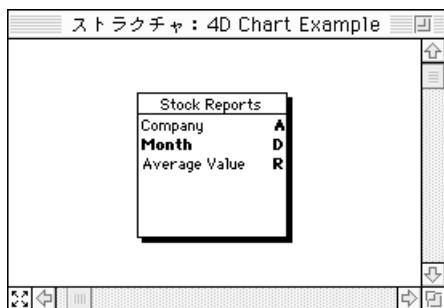 ストラクチャ：4D Chart Example
Stock Reports
Company A
Month D
Average Value R